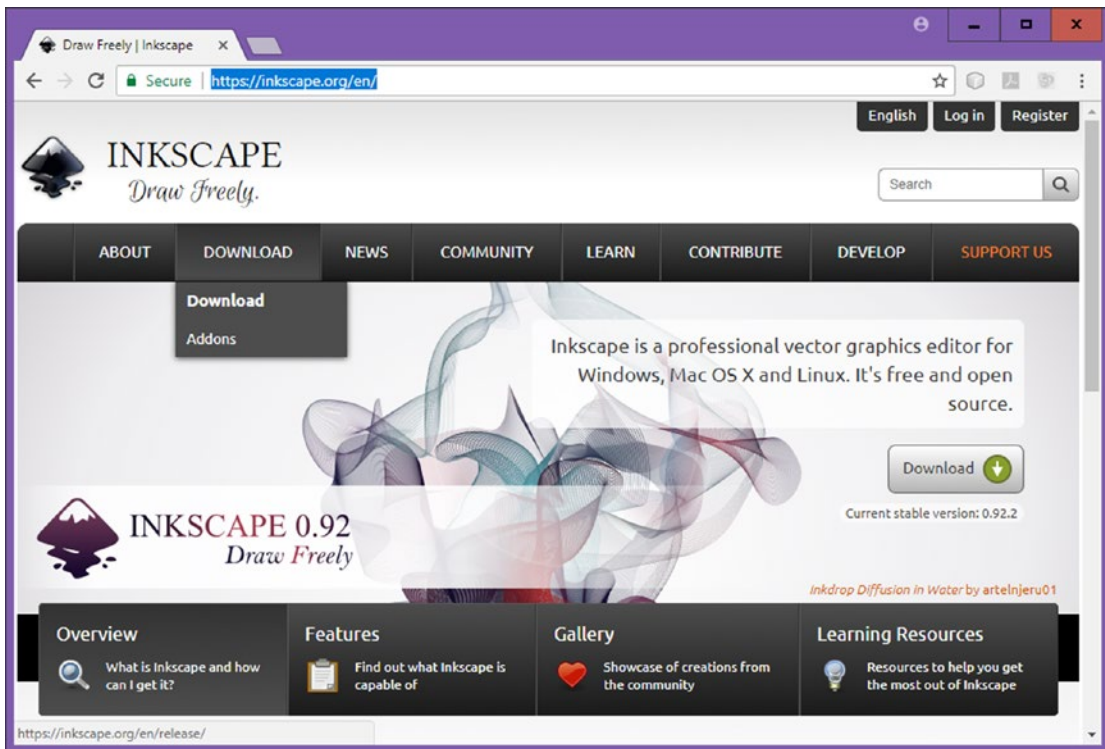 Draw Freely | Inkscape
Secure | https://inkscape.org/en/
English Log in Register
INKSCAPE
Draw Freely.
Search
ABOUT DOWNLOAD NEWS COMMUNITY LEARN CONTRIBUTE DEVELOP SUPPORT US
Download
Addons
Inkscape is a professional vector graphics editor for
Windows, Mac OS X and Linux. It's free and open
source.
Download
Current stable version: 0.92.2
INKSCAPE 0.92
Draw Freely
Inkdrop Diffusion in Water by artelnjeru01
Overview
What is Inkscape and how
can I get it?
Features
Find out what Inkscape is
capable of
Gallery
Showcase of creations from
the community
Learning Resources
Resources to help you get
the most out of Inkscape
https://inkscape.org/en/release/